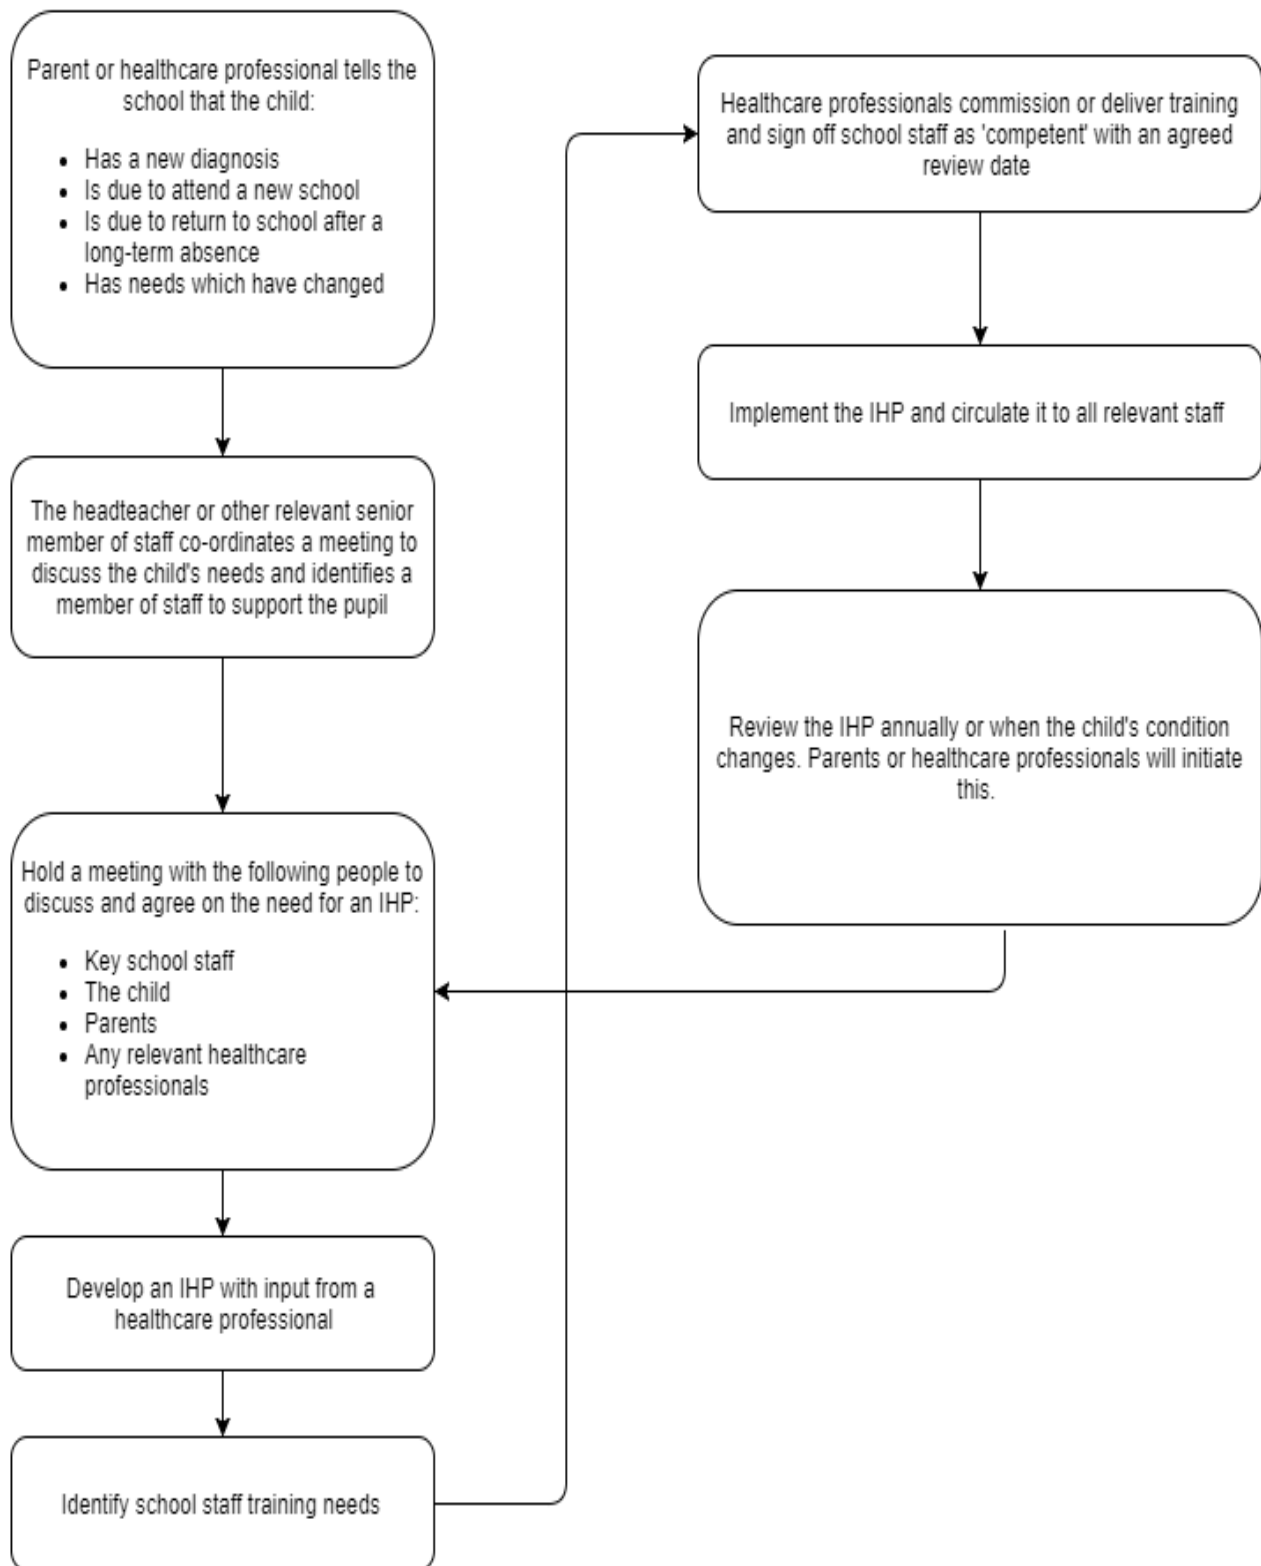 Parent or healthcare professional tells the
school that the child:
• Has a new diagnosis
• Is due to attend a new school
• Is due to return to school after a
long-term absence
• Has needs which have changed
The headteacher or other relevant senior
member of staff co-ordinates a meeting to
discuss the child's needs and identifies a
member of staff to support the pupil
Hold a meeting with the following people to
discuss and agree on the need for an IHP:
• Key school staff
• The child
• Parents
• Any relevant healthcare
professionals
Develop an IHP with input from a
healthcare professional
Identify school staff training needs
Healthcare professionals commission or deliver training
and sign off school staff as 'competent' with an agreed
review date
Implement the IHP and circulate it to all relevant staff
Review the IHP annually or when the child's condition
changes. Parents or healthcare professionals will initiate
this.